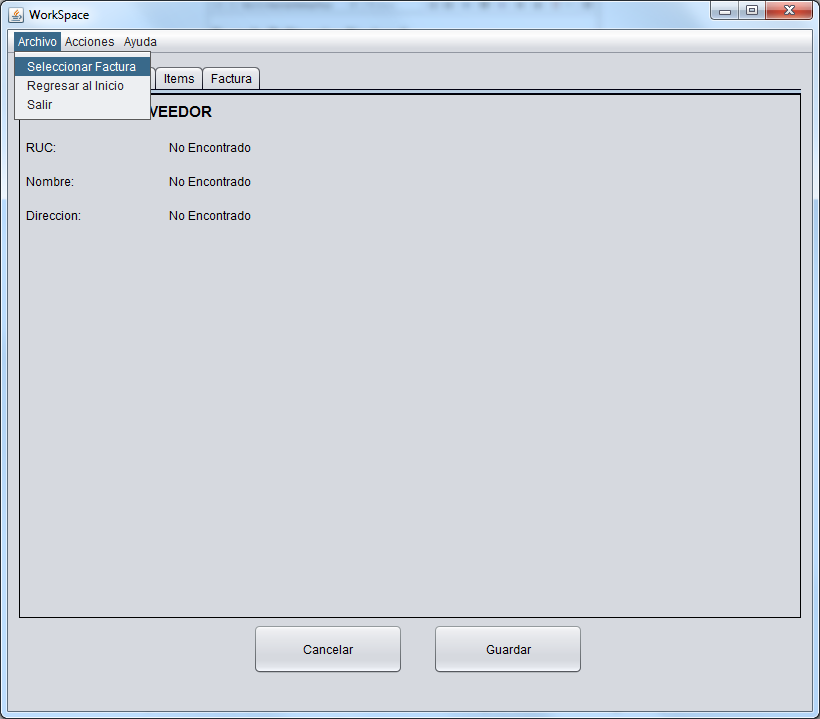 WorkSpace
Archivo Acciones Ayuda
Seleccionar Factura
Regresar al Inicio
Salir
Items Factura
VEEDOR
RUC: No Encontrado
Nombre: No Encontrado
Direccion: No Encontrado
Cancelar Guardar